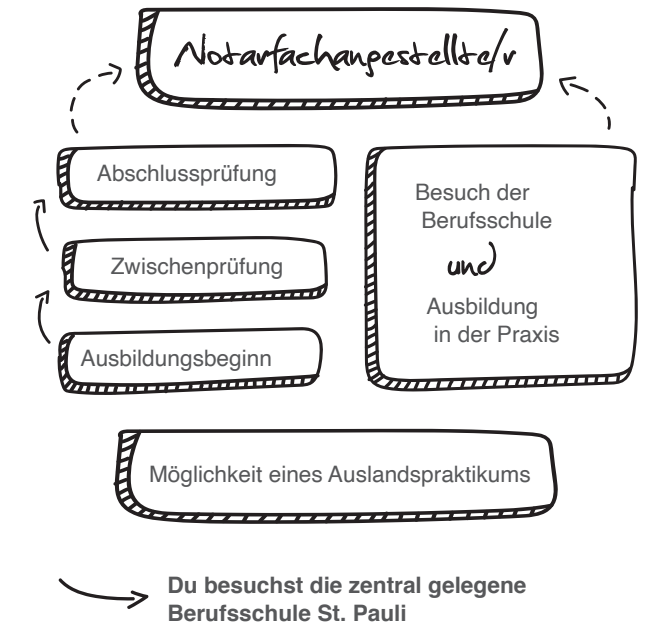 Notarfachangestellte/r
Abschlussprüfung
Zwischenprüfung
Ausbildungsbeginn
Besuch der
Berufsschule
und
Ausbildung
in der Praxis
Möglichkeit eines Auslandspraktikums
Du besuchst die zentral gelegene
Berufsschule St. Pauli